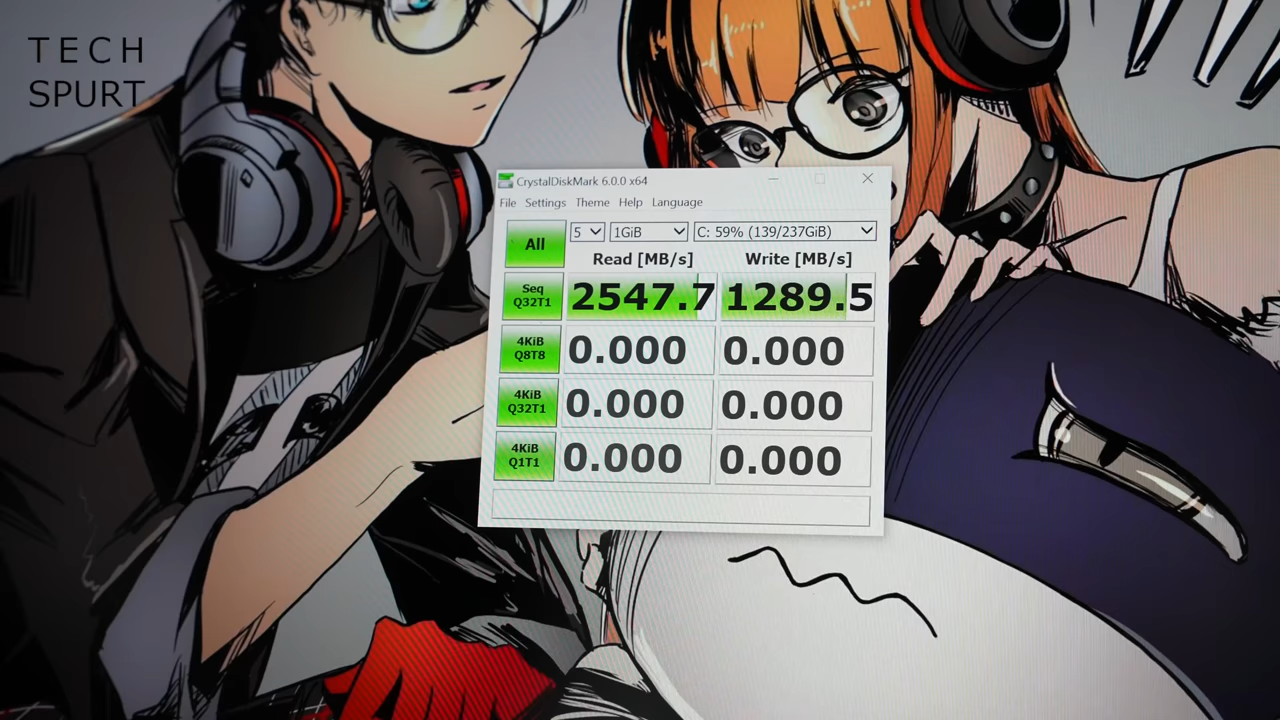 TECH
SPURT
CrystalDiskMark 6.0.0 x64
File Settings Theme Help Language
All
5 1GiB C: 59% (139/237GiB)
Read [MB/s] Write [MB/s]
Seq
Q32T1
2547.7 1289.5
4KiB
Q8T8
0.000 0.000
4KiB
Q32T1
0.000 0.000
4KiB
Q1T1
0.000 0.000